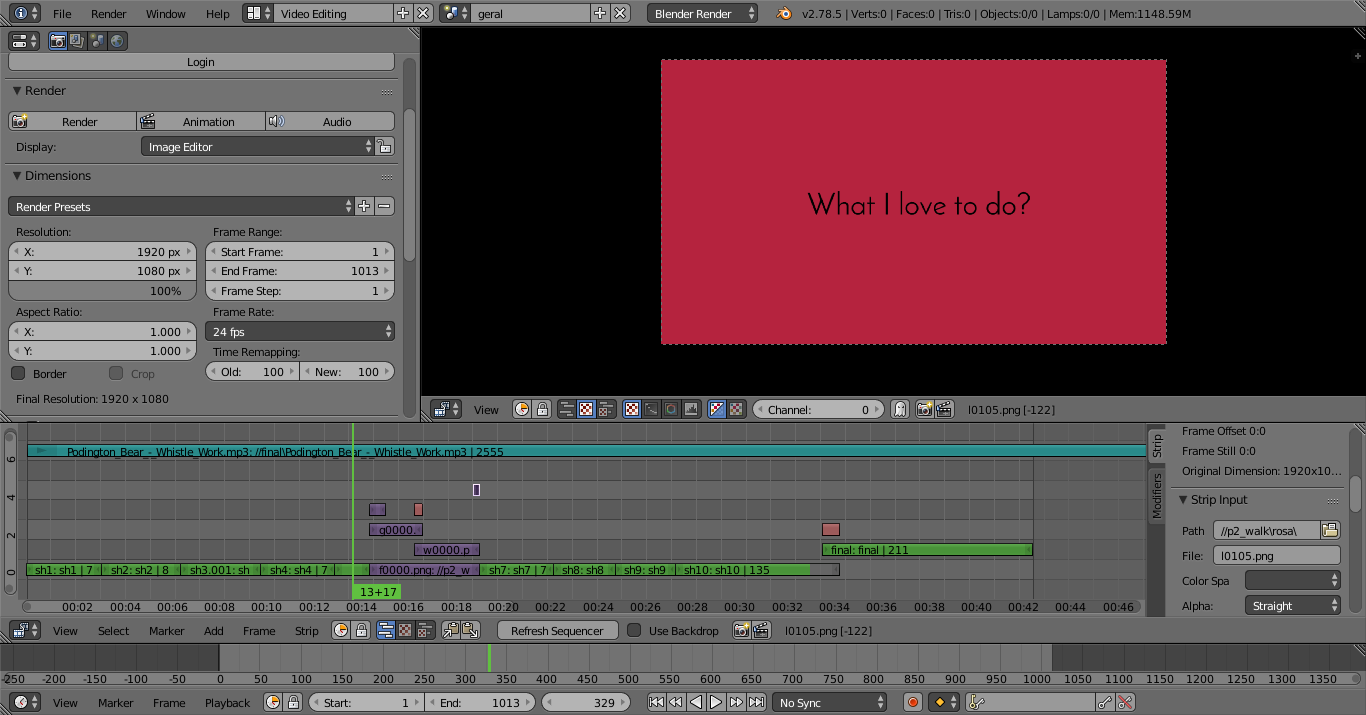 File Render Window Help Video Editing geral Blender Render v2.78.5 | Verts:0 | Faces:0 | Tris:0 | Objects:0/0 | Lamps:0/0 | Mem:1148.59M
Login
Render
Render Animation Audio
Display: Image Editor
Dimensions
Render Presets
Resolution: Frame Range:
X: 1920 px Start Frame: 1
Y: 1080 px End Frame: 1013
100% Frame Step: 1
Aspect Ratio: Frame Rate:
X: 1.000 24 fps
Y: 1.000 Time Remapping:
Border Crop Old: 100 New: 100
Final Resolution: 1920 x 1080
What I love to do?
View Channel: 0 l0105.png [-122]
6 Podington_Bear_-_Whistle_Work.mp3: //final\Podington_Bear_-_Whistle_Work.mp3 | 2555
4
2 g0000.
w0000.p final: final | 211
0 sh1: sh1 | 7 sh2: sh2 | 8 sh3.001: sh sh4: sh4 | 7 f0000.png: //p2_w sh7: sh7 | 7 sh8: sh8 sh9: sh9 sh10: sh10 | 135
13+17
00:02 00:04 00:06 00:08 00:10 00:12 00:14 00:16 00:18 00:20 00:22 00:24 00:26 00:28 00:30 00:32 00:34 00:36 00:38 00:40 00:42 00:44 00:46
Strip
Modifiers
Frame Offset 0:0
Frame Still 0:0
Original Dimension: 1920x10...
Strip Input
Path //p2_walk\rosa\
File: l0105.png
Color Spa
Alpha: Straight
View Select Marker Add Frame Strip Refresh Sequencer Use Backdrop l0105.png [-122]
-250 -200 -150 -100 -50 0 50 100 150 200 250 300 350 400 450 500 550 600 650 700 750 800 850 900 950 1000 1050 1100 1150 1200 1250 1300 1350
View Marker Frame Playback Start: 1 End: 1013 329 No Sync